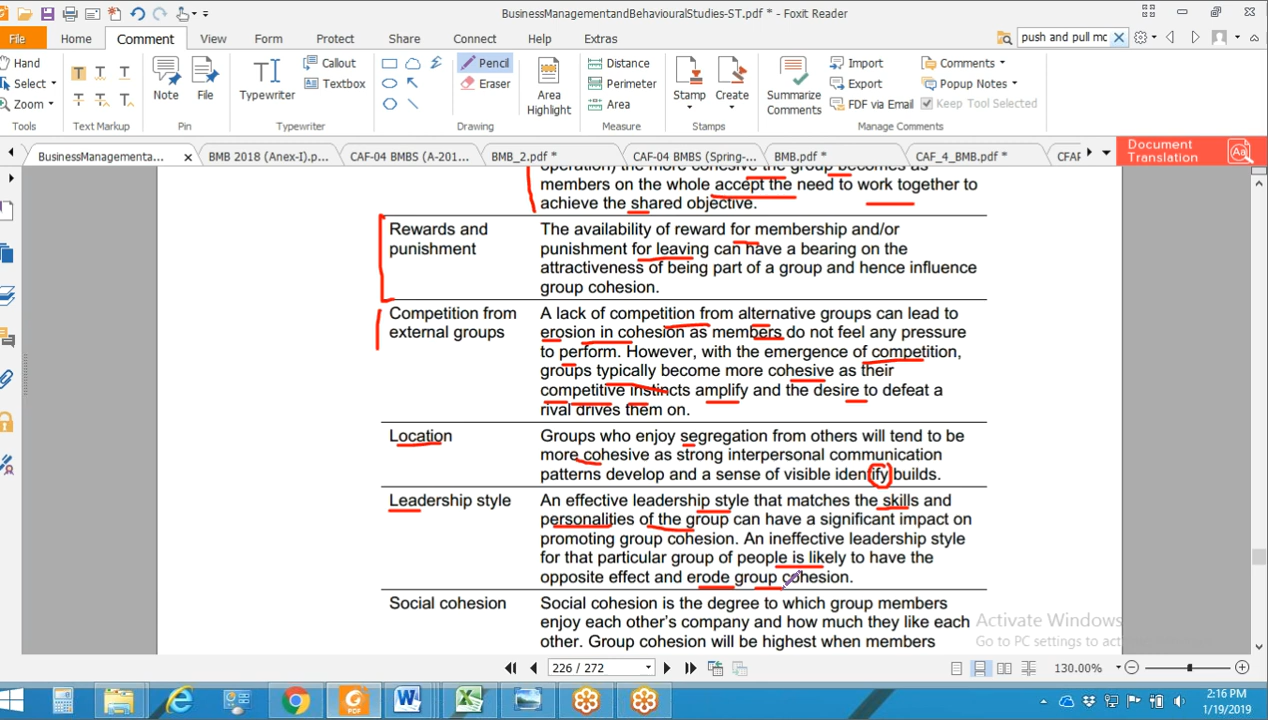 BusinessManagementandBehaviouralStudies-ST.pdf * - Foxit Reader
File Home Comment View Form Protect Share Connect Help Extras
push and pull mc
Hand
Select
Zoom
Tools
Text Markup
Note
File
Pin
Typewriter
Callout
Textbox
Typewriter
Pencil
Eraser
Area Highlight
Drawing
Distance
Perimeter
Area
Measure
Stamp
Create
Stamps
Summarize Comments
Import
Export
FDF via Email
Comments
Popup Notes
Keep Tool Selected
Manage Comments
BusinessManagementa... BMB 2018 (Anex-I).p... CAF-04 BMBS (A-201... BMB_2.pdf * CAF-04 BMBS (Spring-... BMB.pdf * CAF_4_BMB.pdf * CFAF
Document Translation
operation) the more cohesive the group becomes as
members on the whole accept the need to work together to
achieve the shared objective.
Rewards and punishment
The availability of reward for membership and/or
punishment for leaving can have a bearing on the
attractiveness of being part of a group and hence influence
group cohesion.
Competition from external groups
A lack of competition from alternative groups can lead to
erosion in cohesion as members do not feel any pressure
to perform. However, with the emergence of competition,
groups typically become more cohesive as their
competitive instincts amplify and the desire to defeat a
rival drives them on.
Location
Groups who enjoy segregation from others will tend to be
more cohesive as strong interpersonal communication
patterns develop and a sense of visible identify builds.
Leadership style
An effective leadership style that matches the skills and
personalities of the group can have a significant impact on
promoting group cohesion. An ineffective leadership style
for that particular group of people is likely to have the
opposite effect and erode group cohesion.
Social cohesion
Social cohesion is the degree to which group members
enjoy each other's company and how much they like each
other. Group cohesion will be highest when members
Activate Windows
Go to PC settings to act
226 / 272
130.00%
2:16 PM
1/19/2019